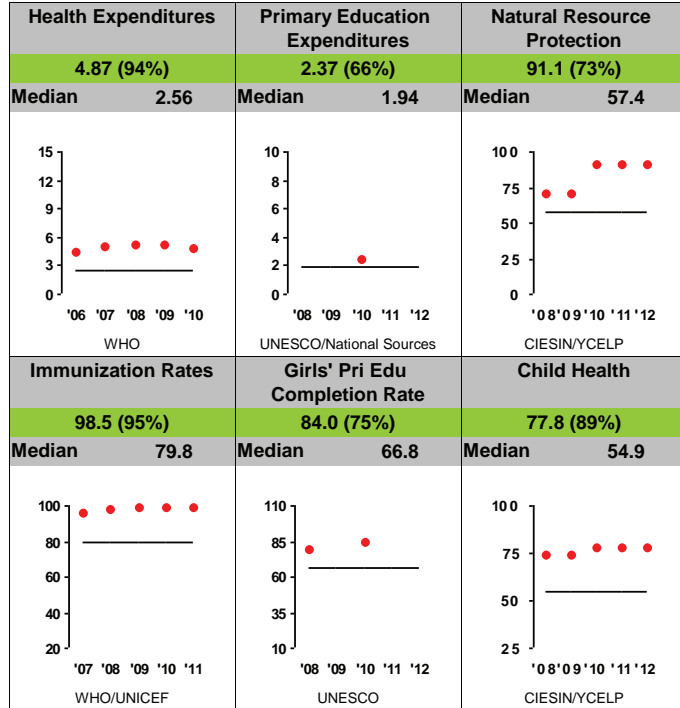 Health Expenditures
4.87 (94%)
Median 2.56
15
12
9
6
3
0
'06 '07 '08 '09 '10
WHO
Primary Education
Expenditures
2.37 (66%)
Median 1.94
10
8
6
4
2
0
'08 '09 '10 '11 '12
UNESCO/National Sources
Natural Resource
Protection
91.1 (73%)
Median 57.4
100
75
50
25
0
'08 '09 '10 '11 '12
CIESIN/YCELP
Immunization Rates
98.5 (95%)
Median 79.8
100
80
60
40
20
'07 '08 '09 '10 '11
WHO/UNICEF
Girls' Pri Edu
Completion Rate
84.0 (75%)
Median 66.8
110
85
60
35
10
'08 '09 '10 '11 '12
UNESCO
Child Health
77.8 (89%)
Median 54.9
100
75
50
25
'08 '09 '10 '11 '12
CIESIN/YCELP